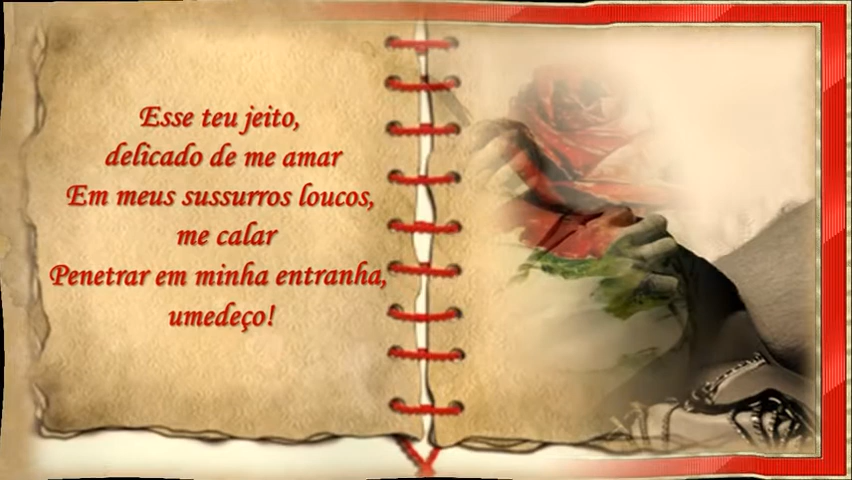 Esse teu jeito,
delicado de me amar
Em meus sussurros loucos,
me calar
Penetrar em minha entranha,
umedeço!